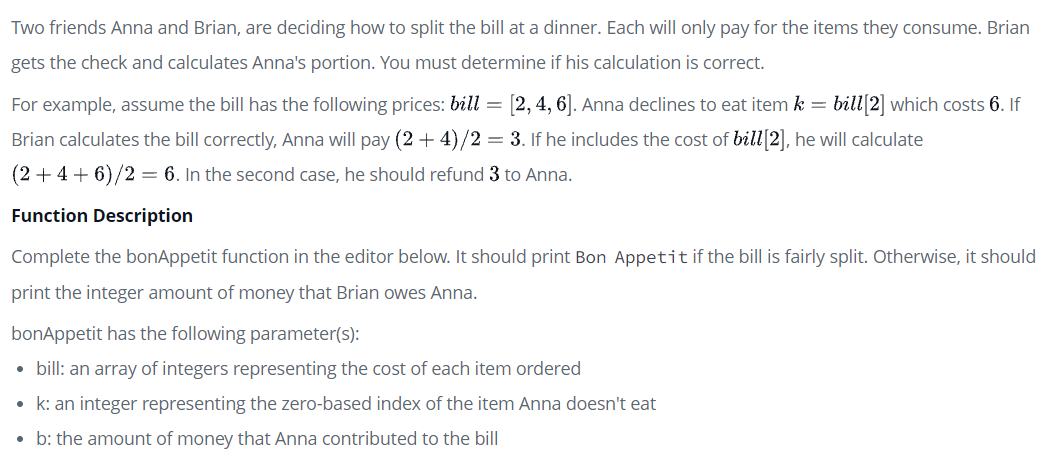 Two friends Anna and Brian, are deciding how to split the bill at a dinner. Each will only pay for the items they consume. Brian
gets the check and calculates Anna's portion. You must determine if his calculation is correct.
For example, assume the bill has the following prices: bill = [2, 4, 6]. Anna declines to eat item k = bill[2] which costs 6. If
Brian calculates the bill correctly, Anna will pay (2 + 4)/2 = 3. If he includes the cost of bill[2], he will calculate
(2 + 4 + 6)/2 = 6. In the second case, he should refund 3 to Anna.
Function Description
Complete the bonAppetit function in the editor below. It should print Bon Appetit if the bill is fairly split. Otherwise, it should
print the integer amount of money that Brian owes Anna.
bonAppetit has the following parameter(s):
• bill: an array of integers representing the cost of each item ordered
• k: an integer representing the zero-based index of the item Anna doesn't eat
• b: the amount of money that Anna contributed to the bill